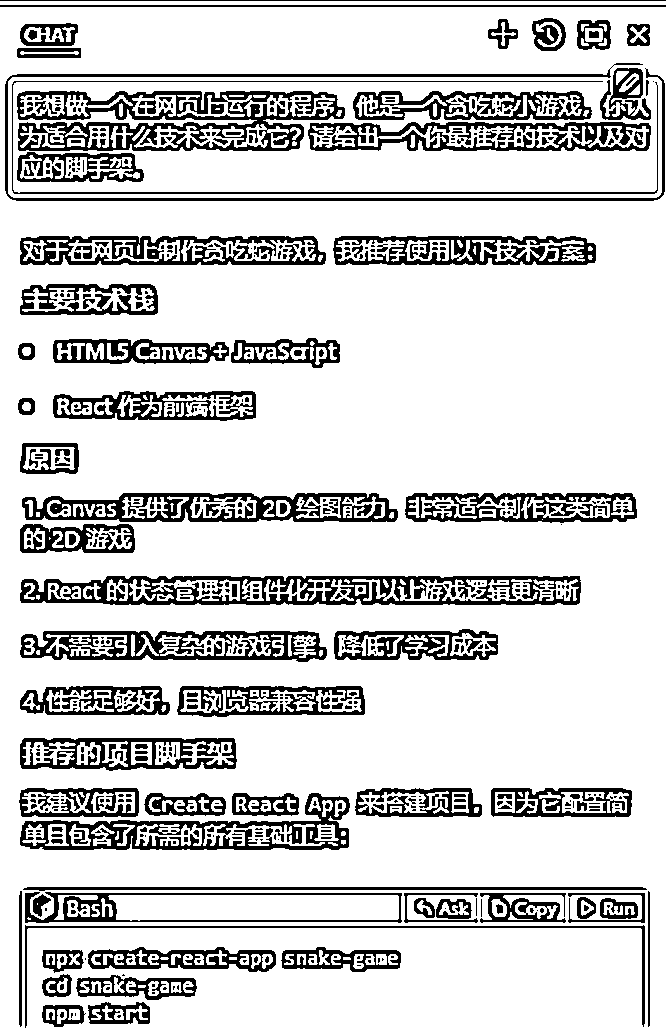 CHAT
我想做一个在网页上运行的程序，他是一个贪吃蛇小游戏，你认
为适合用什么技术来完成它？请给出一个你最推荐的技术以及对
应的脚手架。
对于在网页上制作贪吃蛇游戏，我推荐使用以下技术方案：
主要技术栈
HTML5 Canvas + JavaScript
React 作为前端框架
原因
1. Canvas 提供了优秀的 2D 绘图能力，非常适合制作这类简单
的 2D 游戏
2. React 的状态管理和组件化开发可以让游戏逻辑更清晰
3. 不需要引入复杂的游戏引擎，降低了学习成本
4. 性能足够好，且浏览器兼容性强
推荐的项目脚手架
我建议使用 Create React App 来搭建项目，因为它配置简
单且包含了所需的所有基础工具：
Bash Ask Copy Run
npx create-react-app snake-game
cd snake-game
npm start